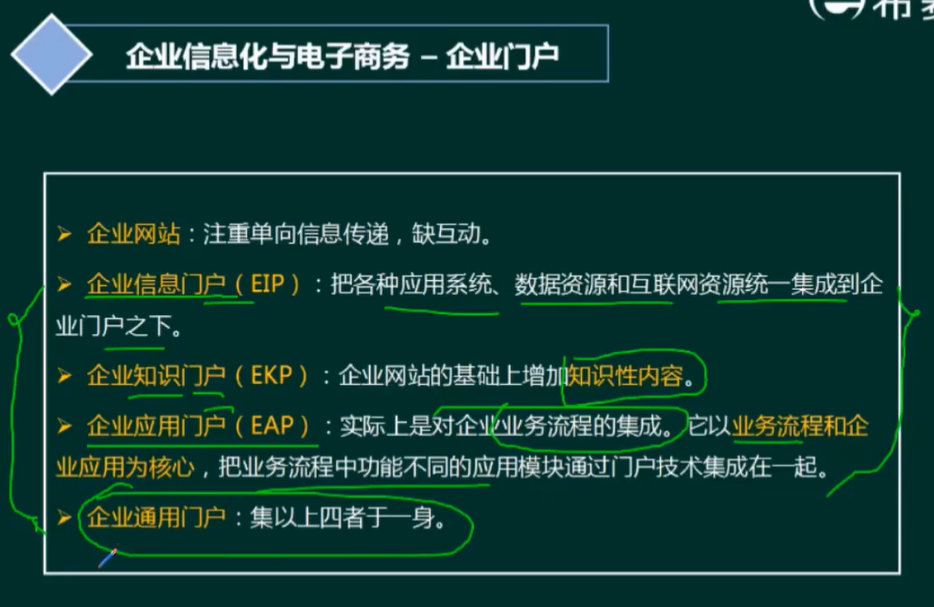 企业信息化与电子商务 – 企业门户
➢ 企业网站：注重单向信息传递，缺互动。
➢ 企业信息门户（EIP）：把各种应用系统、数据资源和互联网资源统一集成到企
业门户之下。
➢ 企业知识门户（EKP）：企业网站的基础上增加知识性内容。
➢ 企业应用门户（EAP）：实际上是对企业业务流程的集成。它以业务流程和企
业应用为核心，把业务流程中功能不同的应用模块通过门户技术集成在一起。
➢ 企业通用门户：集以上四者于一身。